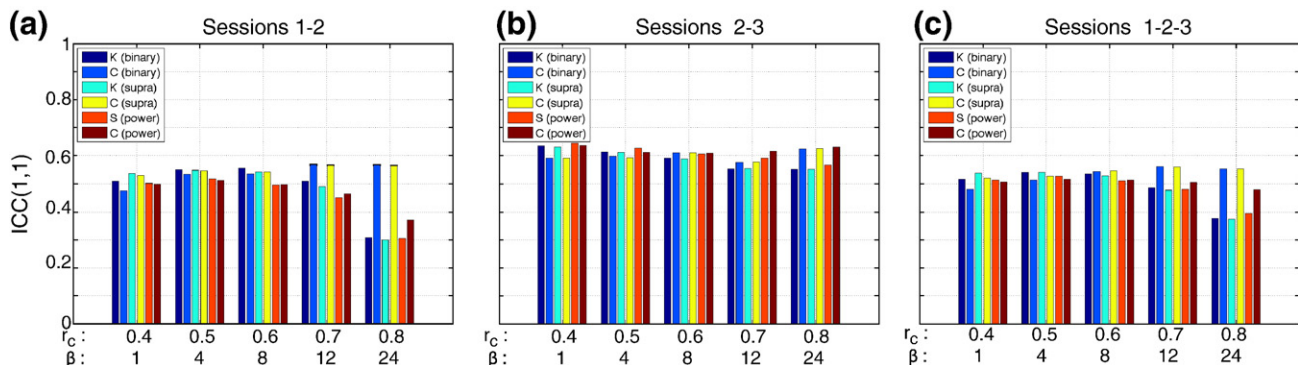 (a) Sessions 1-2
ICC(1,1)
1
0.8
0.6
0.4
0.2
0
K (binary)
C (binary)
K (supra)
C (supra)
S (power)
C (power)
r_c : 0.4 0.5 0.6 0.7 0.8
β : 1 4 8 12 24
(b) Sessions 2-3
K (binary)
C (binary)
K (supra)
C (supra)
S (power)
C (power)
r_c : 0.4 0.5 0.6 0.7 0.8
β : 1 4 8 12 24
(c) Sessions 1-2-3
K (binary)
C (binary)
K (supra)
C (supra)
S (power)
C (power)
r_c : 0.4 0.5 0.6 0.7 0.8
β : 1 4 8 12 24